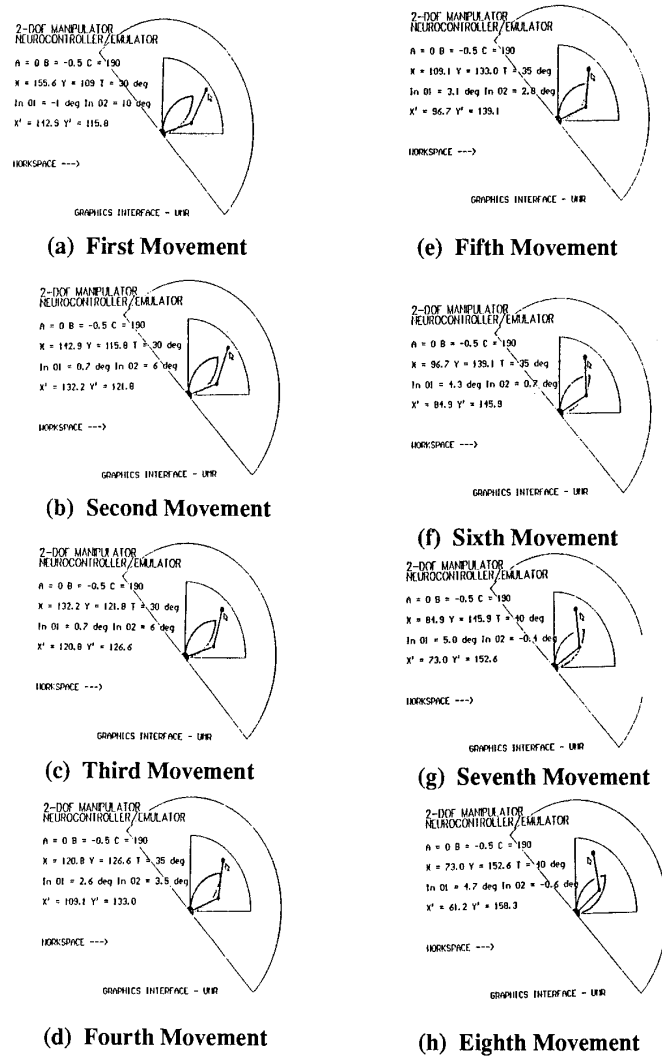 2-DOF MANIPULATOR
NEUROCONTROLLER/EMULATOR
A = 0 B = -0.5 C = 190
X = 155.6 Y = 109 T = 30 deg
In 01 = -1 deg In 02 = 10 deg
X' = 142.9 Y' = 115.8
WORKSPACE --->
GRAPHICS INTERFACE - UMR
(a) First Movement
2-DOF MANIPULATOR
NEUROCONTROLLER/EMULATOR
A = 0 B = -0.5 C = 190
X = 142.9 Y = 115.8 T = 30 deg
In 01 = 0.7 deg In 02 = 6 deg
X' = 132.2 Y' = 121.8
WORKSPACE --->
GRAPHICS INTERFACE - UMR
(b) Second Movement
2-DOF MANIPULATOR
NEUROCONTROLLER/EMULATOR
A = 0 B = -0.5 C = 190
X = 132.2 Y = 121.8 T = 30 deg
In 01 = 0.7 deg In 02 = 6 deg
X' = 120.8 Y' = 126.6
WORKSPACE --->
GRAPHICS INTERFACE - UMR
(c) Third Movement
2-DOF MANIPULATOR
NEUROCONTROLLER/EMULATOR
A = 0 B = -0.5 C = 190
X = 120.8 Y = 126.6 T = 35 deg
In 01 = 2.6 deg In 02 = 3.5 deg
X' = 109.1 Y' = 133.0
WORKSPACE --->
GRAPHICS INTERFACE - UMR
(d) Fourth Movement
2-DOF MANIPULATOR
NEUROCONTROLLER/EMULATOR
A = 0 B = -0.5 C = 190
X = 109.1 Y = 133.0 T = 35 deg
In 01 = 3.1 deg In 02 = 2.8 deg
X' = 96.7 Y' = 139.1
WORKSPACE --->
GRAPHICS INTERFACE - UMR
(e) Fifth Movement
2-DOF MANIPULATOR
NEUROCONTROLLER/EMULATOR
A = 0 B = -0.5 C = 190
X = 96.7 Y = 139.1 T = 35 deg
In 01 = 4.3 deg In 02 = 0.7 deg
X' = 84.9 Y' = 145.9
WORKSPACE --->
GRAPHICS INTERFACE - UMR
(f) Sixth Movement
2-DOF MANIPULATOR
NEUROCONTROLLER/EMULATOR
A = 0 B = -0.5 C = 190
X = 84.9 Y = 145.9 T = 40 deg
In 01 = 5.0 deg In 02 = -0.4 deg
X' = 73.0 Y' = 152.6
WORKSPACE --->
GRAPHICS INTERFACE - UMR
(g) Seventh Movement
2-DOF MANIPULATOR
NEUROCONTROLLER/EMULATOR
A = 0 B = -0.5 C = 190
X = 73.0 Y = 152.6 T = 40 deg
In 01 = 4.7 deg In 02 = -0.6 deg
X' = 61.2 Y' = 158.3
WORKSPACE --->
GRAPHICS INTERFACE - UMR
(h) Eighth Movement